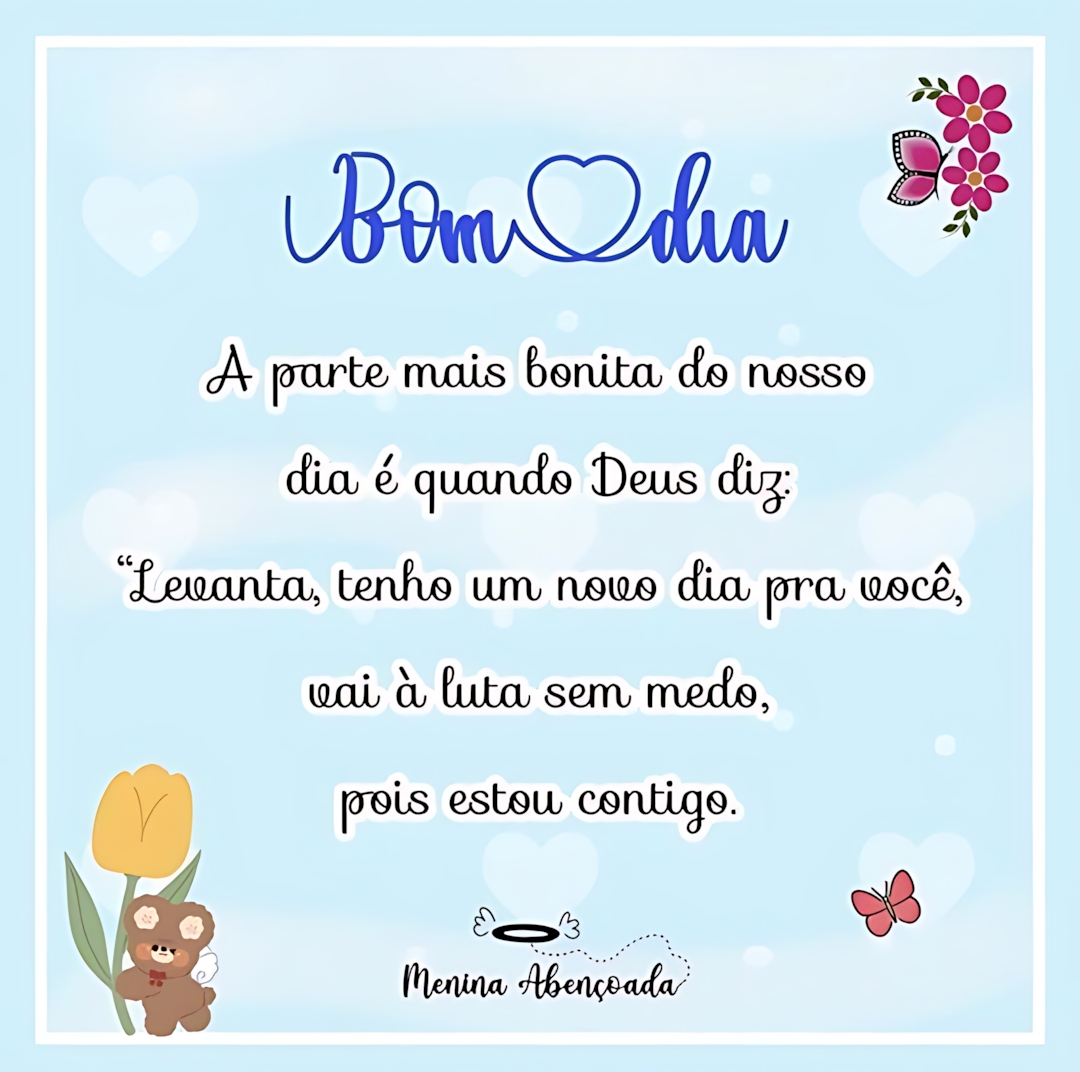 Bom dia
A parte mais bonita do nosso
dia é quando Deus diz:
“Levanta, tenho um novo dia pra você,
vai à luta sem medo,
pois estou contigo.
Menina Abençoada